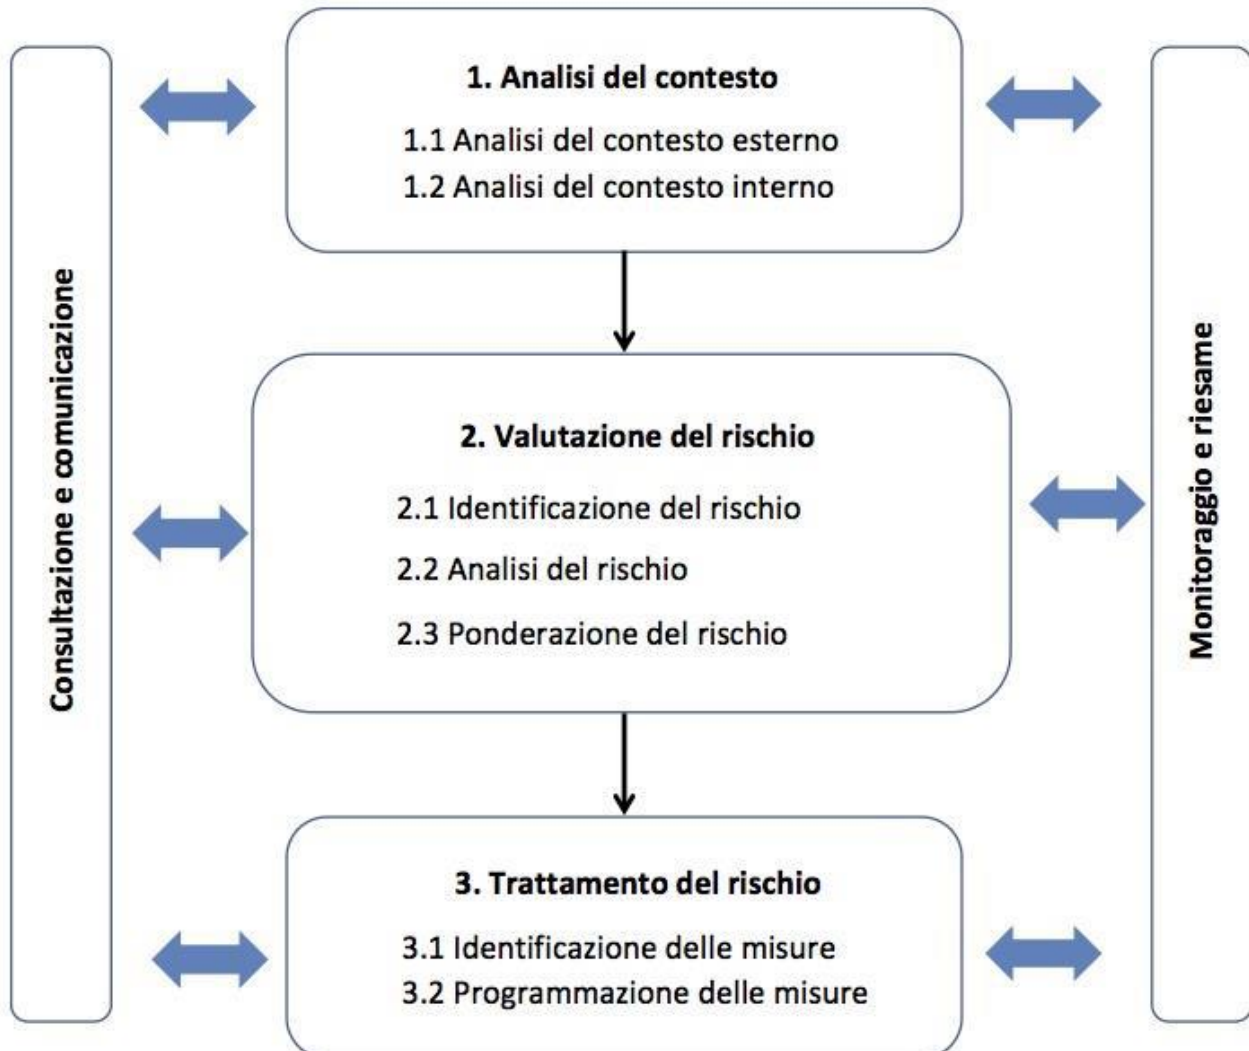 Consultazione e comunicazione
1. Analisi del contesto
1.1 Analisi del contesto esterno
1.2 Analisi del contesto interno
2. Valutazione del rischio
2.1 Identificazione del rischio
2.2 Analisi del rischio
2.3 Ponderazione del rischio
3. Trattamento del rischio
3.1 Identificazione delle misure
3.2 Programmazione delle misure
Monitoraggio e riesame